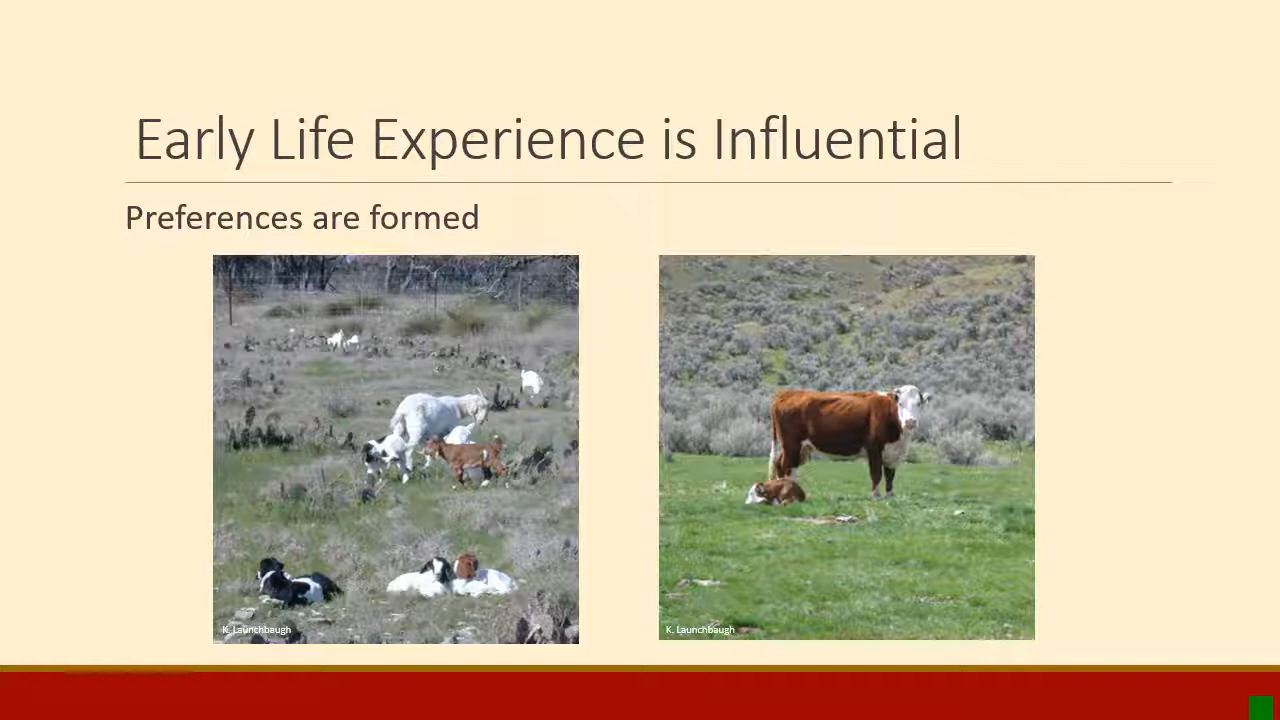 Early Life Experience is Influential
Preferences are formed
K. Launchbaugh
K. Launchbaugh